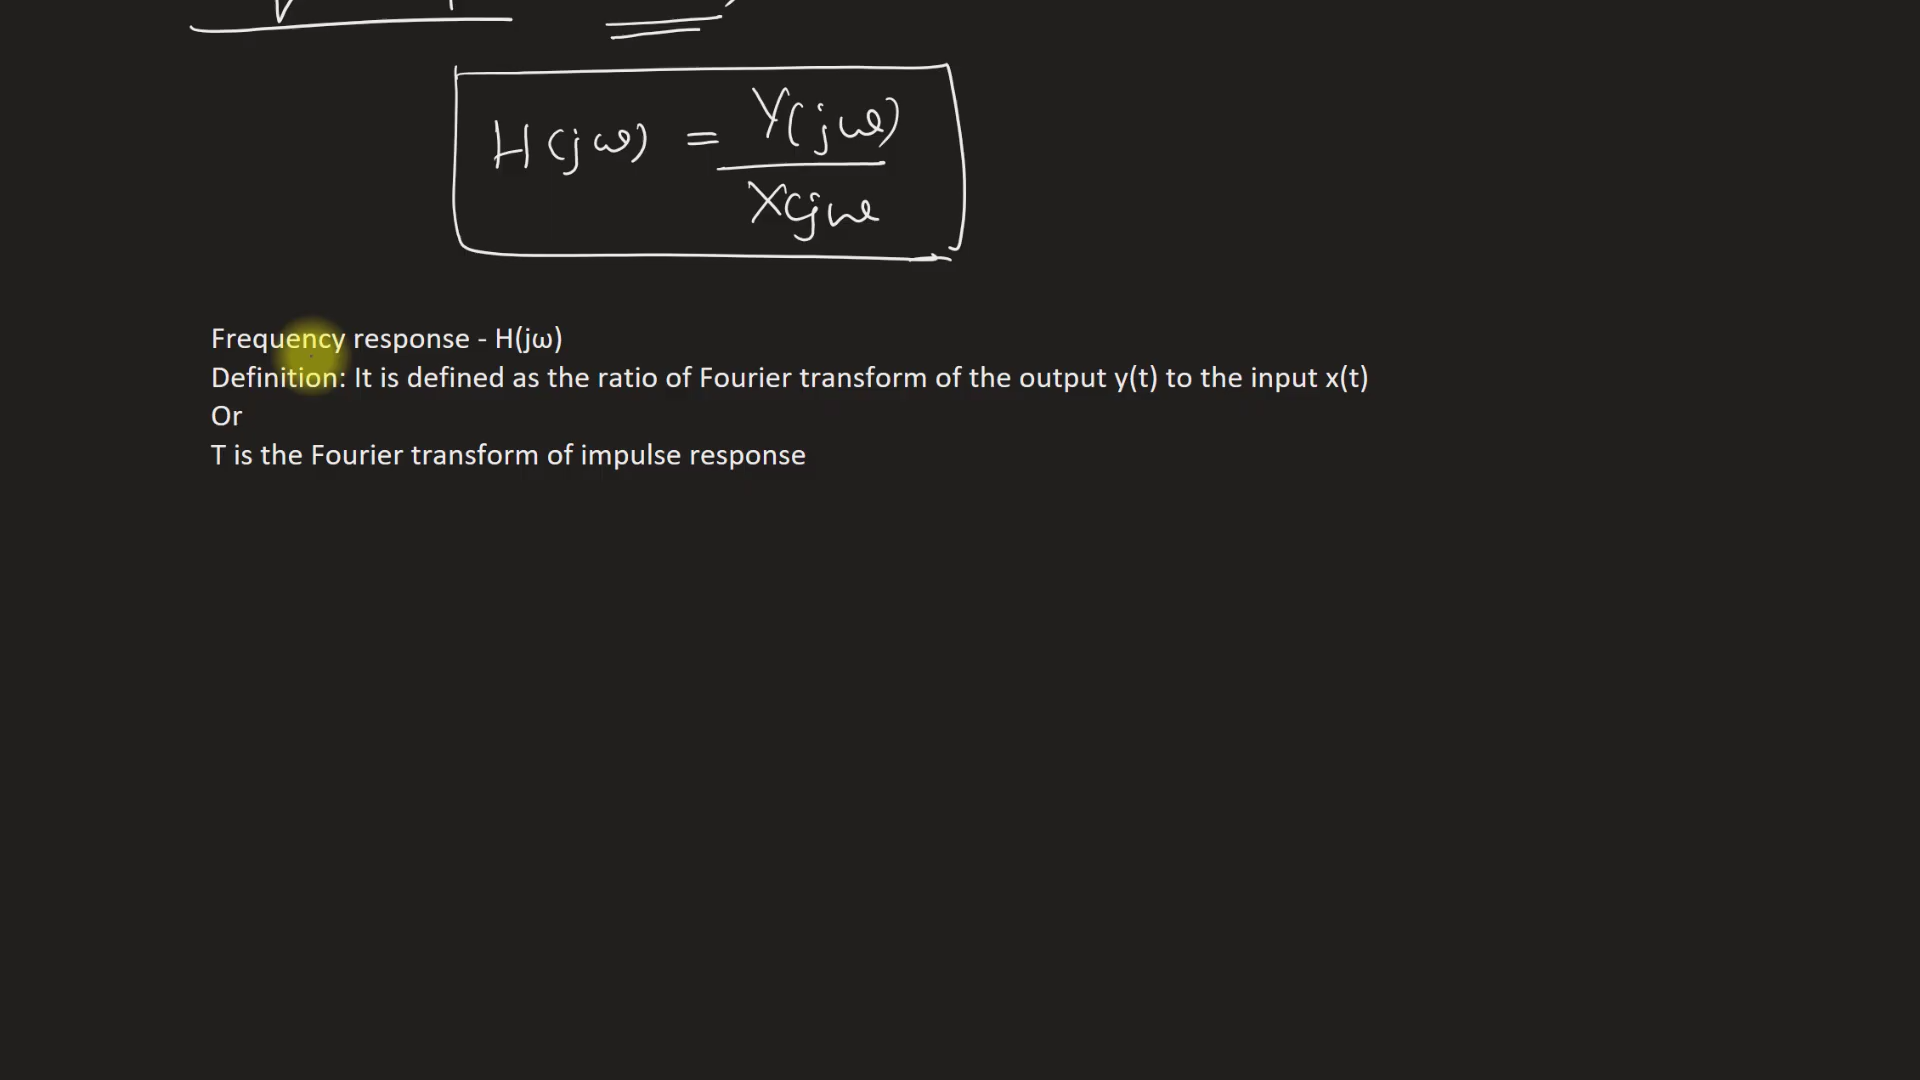 H(jω) = Y(jω)
X(jω
Frequency response - H(jω)
Definition: It is defined as the ratio of Fourier transform of the output y(t) to the input x(t)
Or
T is the Fourier transform of impulse response